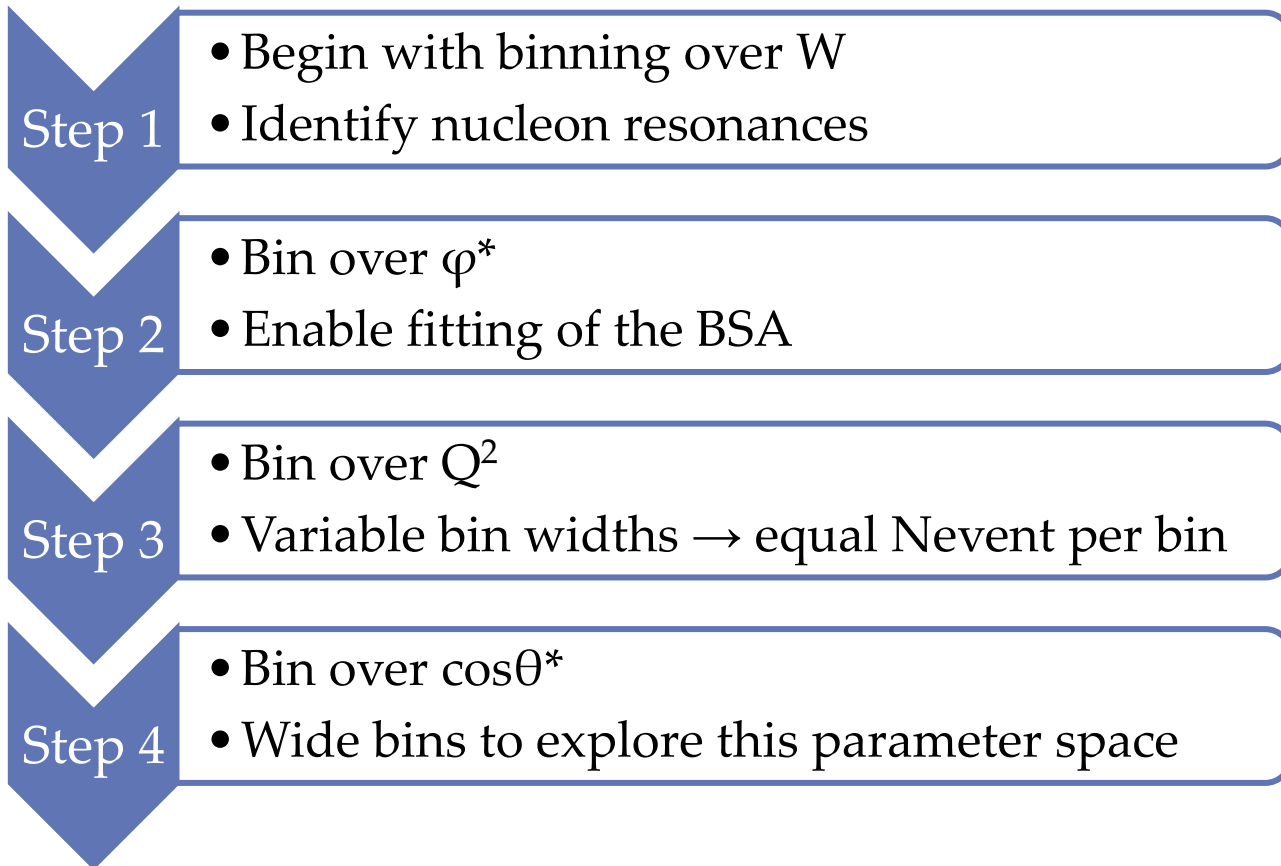 Step 1
• Begin with binning over W
• Identify nucleon resonances
Step 2
• Bin over φ*
• Enable fitting of the BSA
Step 3
• Bin over Q²
• Variable bin widths → equal Nevent per bin
Step 4
• Bin over cosθ*
• Wide bins to explore this parameter space